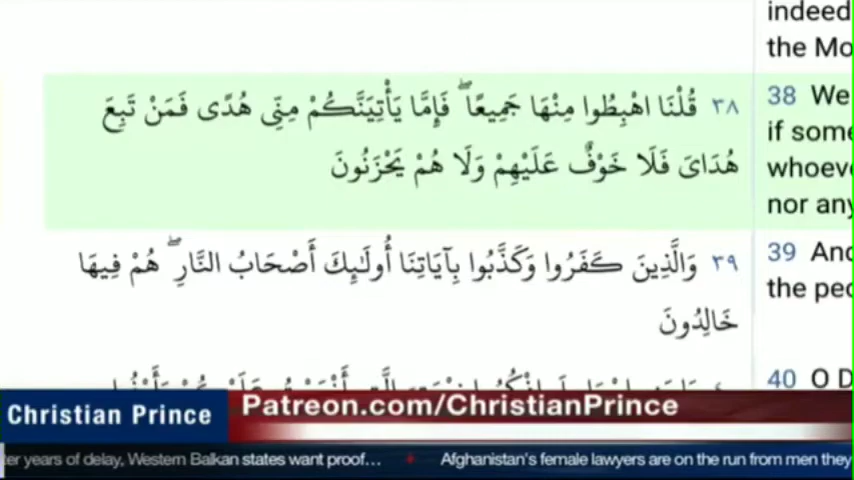 indeed
the Mo
٣٨ قُلْنَا اهْبِطُوا مِنْهَا جَمِيعًا ۖ فَإِمَّا يَأْتِيَنَّكُمْ مِنِّي هُدًى فَمَنْ تَبِعَ
هُدَايَ فَلَا خَوْفٌ عَلَيْهِمْ وَلَا هُمْ يَحْزَنُونَ
38 We
if some
whoeve
nor any
٣٩ وَالَّذِينَ كَفَرُوا وَكَذَّبُوا بِآيَاتِنَا أُولَٰئِكَ أَصْحَابُ النَّارِ ۖ هُمْ فِيهَا
خَالِدُونَ
39 And
the peo
40 O D
Christian Prince
Patreon.com/ChristianPrince
ter years of delay, Western Balkan states want proof...
Afghanistan's female lawyers are on the run from men they